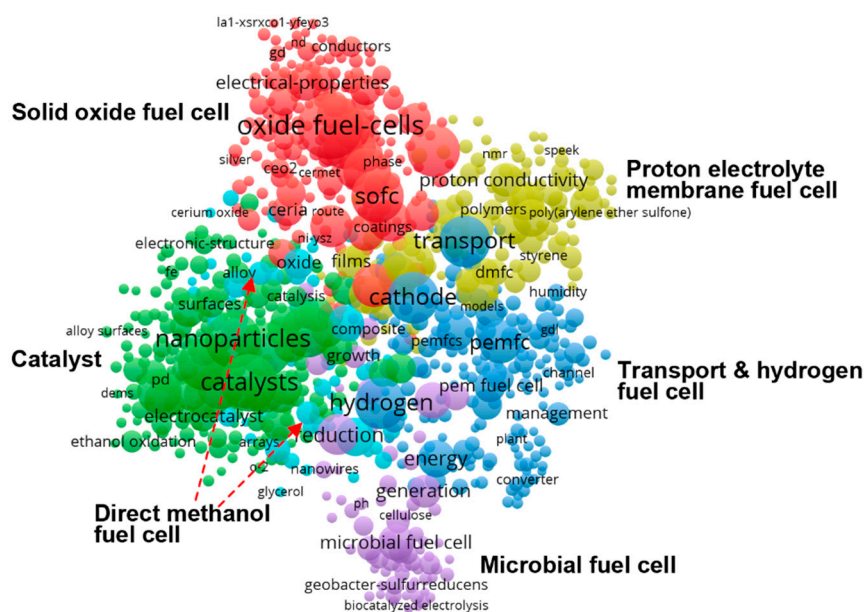 la1-xsrxco1-yfeyo3
nd
conductors
gd
electrical-properties
Solid oxide fuel cell
oxide fuel-cells
silver
phase
nmr
speek
ceo2
cermet
proton conductivity
Proton electrolyte
membrane fuel cell
sofc
polymers
poly(arylene ether sulfone)
cerium oxide
ceria
route
coatings
ni-ysz
transport
electronic-structure
styrene
fe
alloy
oxide
films
dmfc
surfaces
catalysis
cathode
humidity
models
alloy surfaces
nanoparticles
composite
pemfcs
pemfc
gdl
Catalyst
growth
Transport & hydrogen
fuel cell
pd
catalysts
pem fuel cell
channel
dems
electrocatalyst
hydrogen
management
ethanol oxidation
arrays
reduction
plant
o-2
nanowires
energy
converter
glycerol
generation
Direct methanol
fuel cell
ph
cellulose
microbial fuel cell
Microbial fuel cell
geobacter-sulfurreducens
biocatalyzed electrolysis